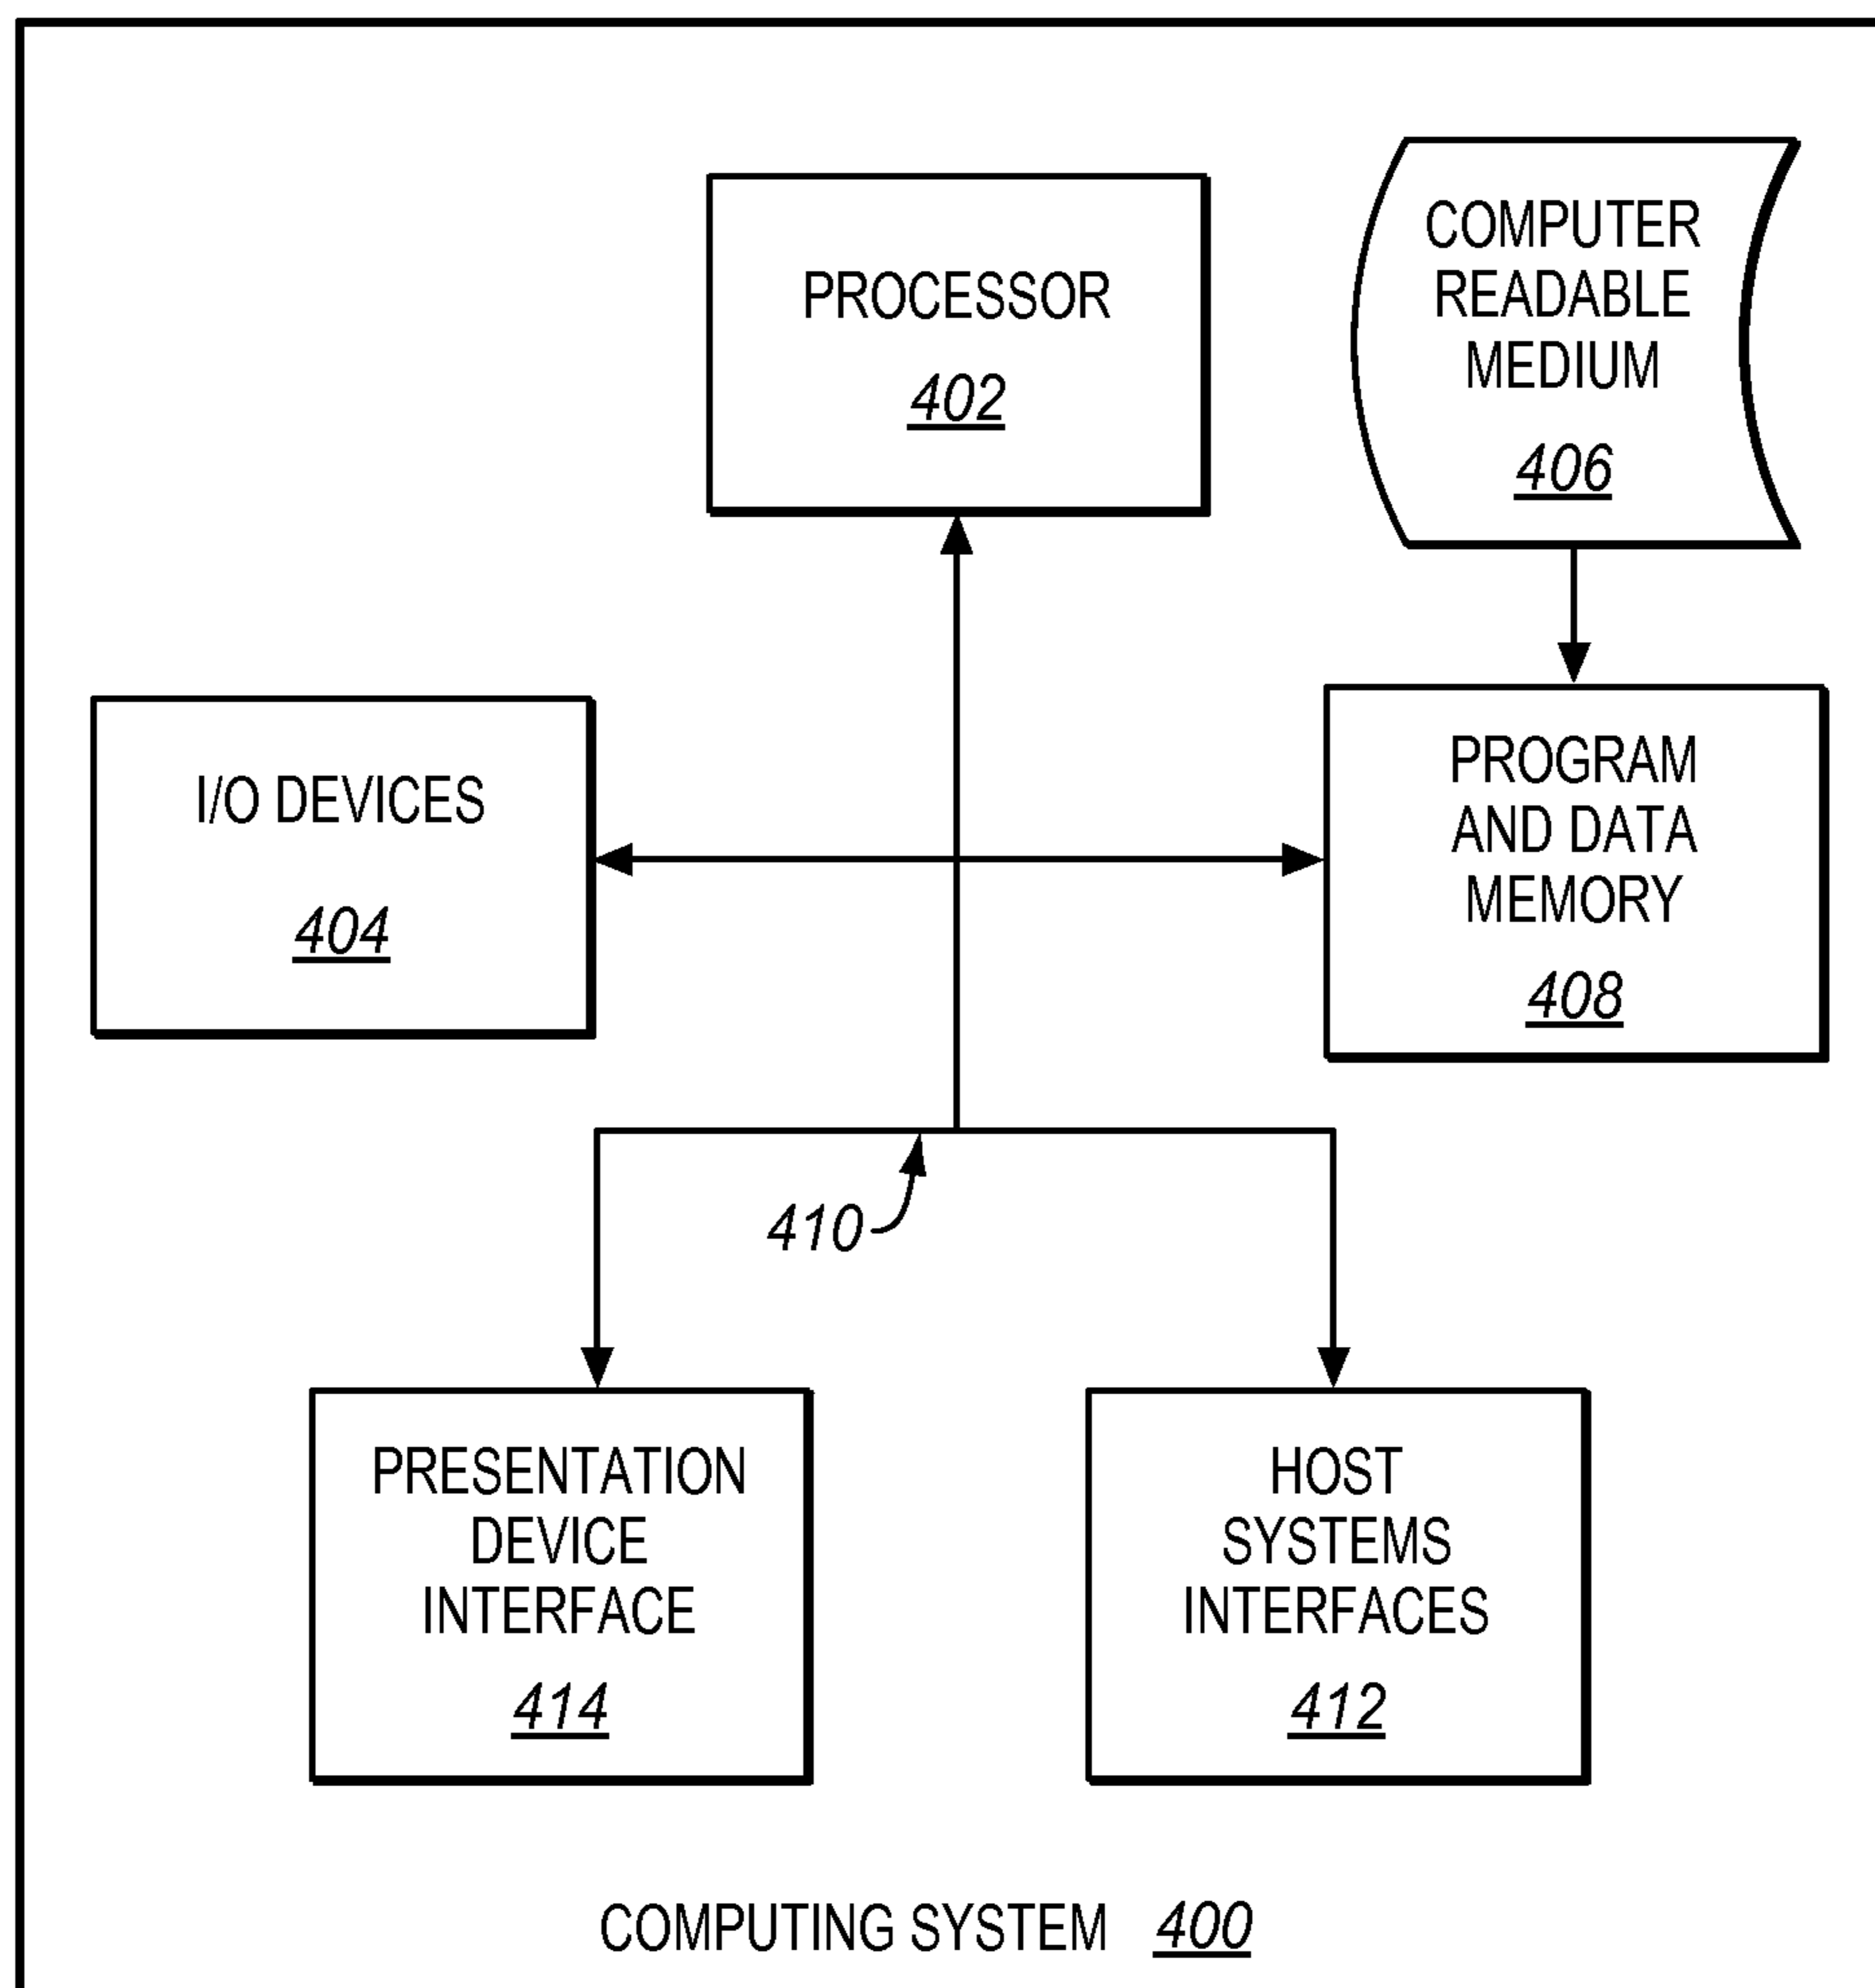 PROCESSOR
402
COMPUTER
READABLE
MEDIUM
406
I/O DEVICES
404
PROGRAM
AND DATA
MEMORY
408
410
PRESENTATION
DEVICE
INTERFACE
414
HOST
SYSTEMS
INTERFACES
412
COMPUTING SYSTEM 400